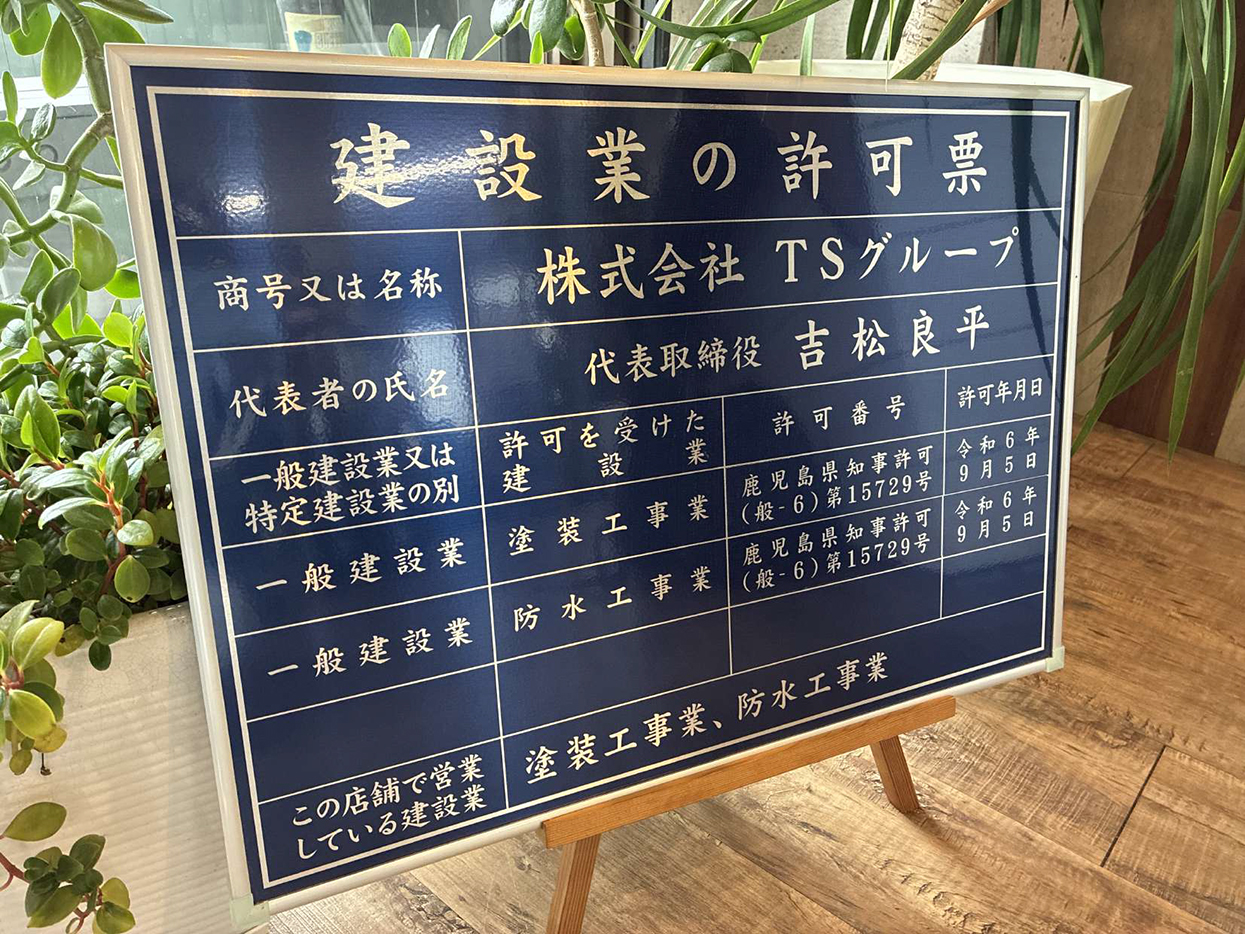 建設業の許可票
商号又は名称
株式会社 TSグループ
代表者の氏名
代表取締役 吉松良平
一般建設業又は
特定建設業の別
許可を受けた
建設業
許可番号
許可年月日
一般建設業
塗装工事業
鹿児島県知事許可
(般-6)第15729号
令和6年
9月5日
一般建設業
防水工事業
鹿児島県知事許可
(般-6)第15729号
令和6年
9月5日
この店舗で営業
している建設業
塗装工事業、防水工事業